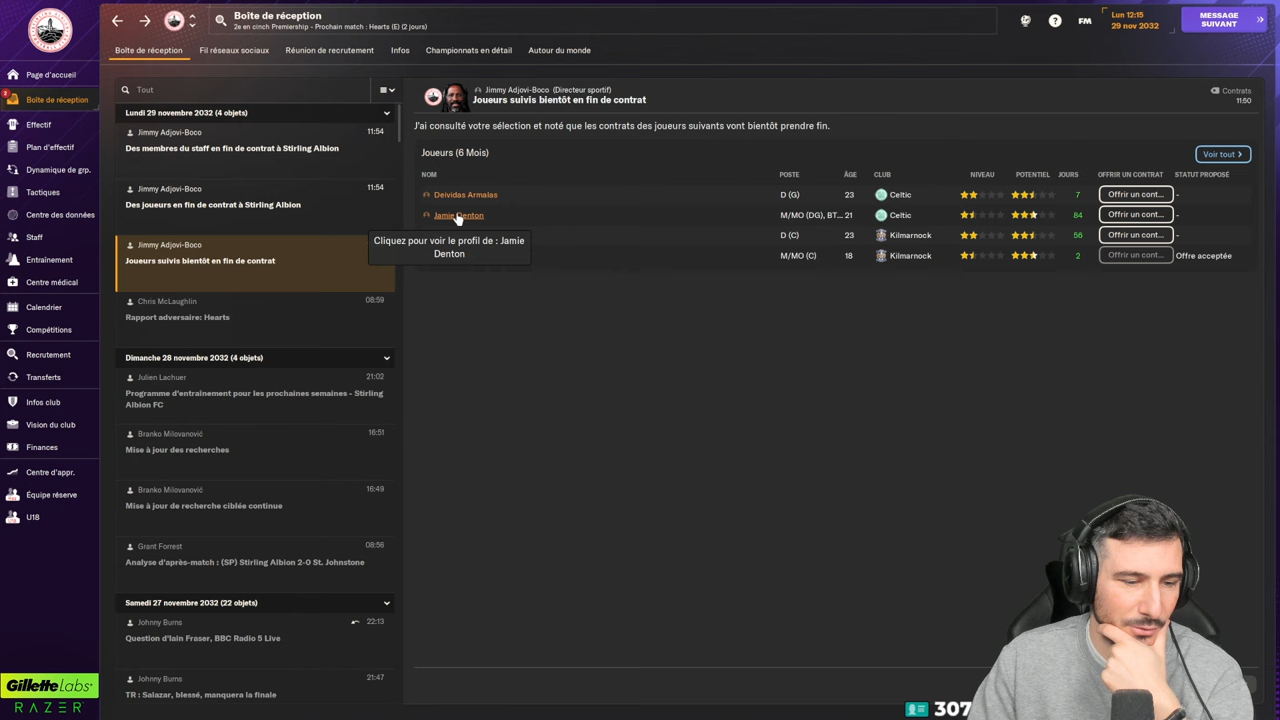 Boîte de réception
2e en cinch Premiership - Prochain match : Hearts (E) (2 jours)
Lun 12:15
29 nov 2032
MESSAGE SUIVANT
FM
Boîte de réception
Fil réseaux sociaux
Réunion de recrutement
Infos
Championnats en détail
Autour du monde
Page d'accueil
2
Boîte de réception
Effectif
Plan d'effectif
Dynamique de grp.
Tactiques
Centre des données
Staff
Entraînement
Centre médical
Calendrier
Compétitions
Recrutement
Transferts
Infos club
Vision du club
Finances
Centre d'appr.
Équipe réserve
U18
Gillette Labs
RAZER
Tout
Lundi 29 novembre 2032 (4 objets)
Jimmy Adjovi-Boco 11:54
Des membres du staff en fin de contrat à Stirling Albion
Jimmy Adjovi-Boco 11:54
Des joueurs en fin de contrat à Stirling Albion
Jimmy Adjovi-Boco
Joueurs suivis bientôt en fin de contrat
Chris McLaughlin 08:59
Rapport adversaire: Hearts
Dimanche 28 novembre 2032 (4 objets)
Julien Lachuer 21:02
Programme d'entraînement pour les prochaines semaines - Stirling
Albion FC
Branko Milovanović 16:51
Mise à jour des recherches
Branko Milovanović 16:49
Mise à jour de recherche ciblée continue
Grant Forrest 08:56
Analyse d'après-match : (SP) Stirling Albion 2-0 St. Johnstone
Samedi 27 novembre 2032 (22 objets)
Johnny Burns 22:13
Question d'Iain Fraser, BBC Radio 5 Live
Johnny Burns 21:47
TR : Salazar, blessé, manquera la finale
Jimmy Adjovi-Boco (Directeur sportif)
Joueurs suivis bientôt en fin de contrat
Contrats
11:50
J'ai consulté votre sélection et noté que les contrats des joueurs suivants vont bientôt prendre fin.
Joueurs (6 Mois)
Voir tout
NOM POSTE ÂGE CLUB NIVEAU POTENTIEL JOURS OFFRIR UN CONTRAT STATUT PROPOSÉ
Deividas Armalas D (G) 23 Celtic 7 Offrir un cont... -
Jamie Denton M/MO (DG), BT... 21 Celtic 84 Offrir un cont... -
D (C) 23 Kilmarnock 56 Offrir un cont... -
M/MO (C) 18 Kilmarnock 2 Offrir un cont... Offre acceptée
Cliquez pour voir le profil de : Jamie
Denton
307